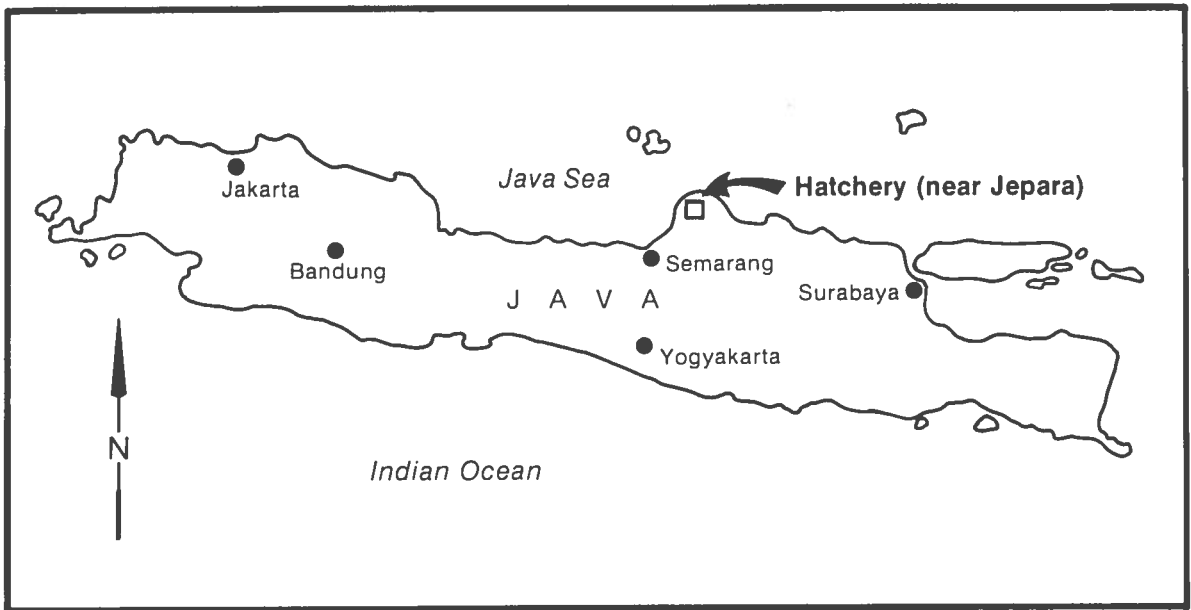 Java Sea
Hatchery (near Jepara)
Jakarta
Bandung
Semarang
J A V A
Surabaya
Yogyakarta
N
Indian Ocean